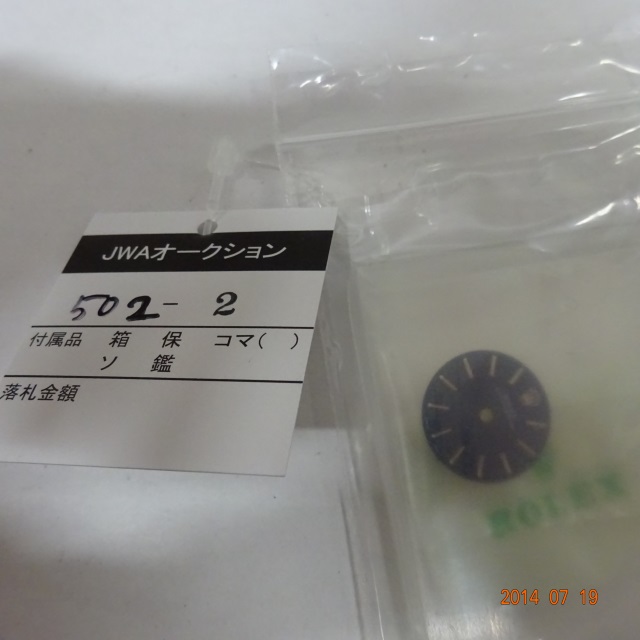 JWAオークション
502-2
付属品 箱 保 コマ( )
ソ 鑑
落札金額
ROLEX
2014 07 19